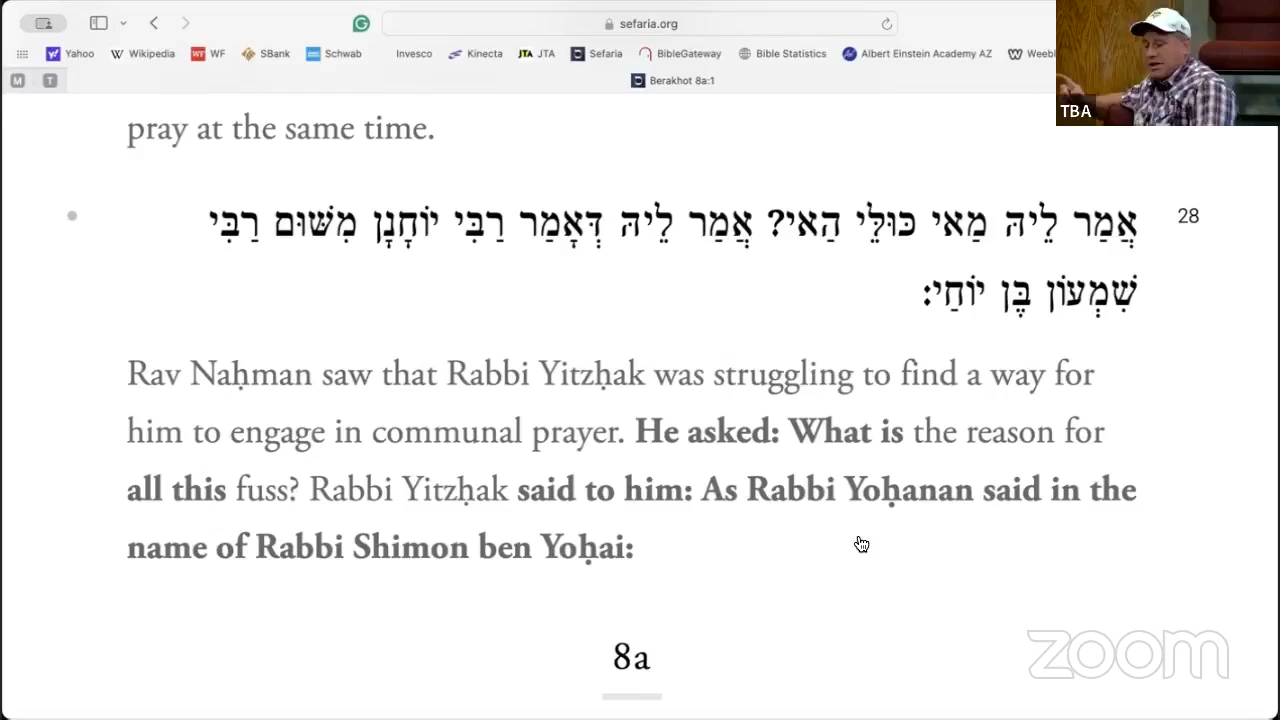 sefaria.org
Yahoo Wikipedia WF SBank Schwab Invesco Kinecta JTA Sefaria BibleGateway Bible Statistics Albert Einstein Academy AZ Weebl
M T Berakhot 8a:1
TBA
pray at the same time.
אֲמַר לֵיהּ מַאי כּוּלֵּי הַאי? אֲמַר לֵיהּ דְּאָמַר רַבִּי יוֹחָנָן מִשּׁוּם רַבִּי 28
שִׁמְעוֹן בֶּן יוֹחַי:
Rav Naḥman saw that Rabbi Yitzḥak was struggling to find a way for
him to engage in communal prayer. He asked: What is the reason for
all this fuss? Rabbi Yitzḥak said to him: As Rabbi Yoḥanan said in the
name of Rabbi Shimon ben Yoḥai:
8a
zoom